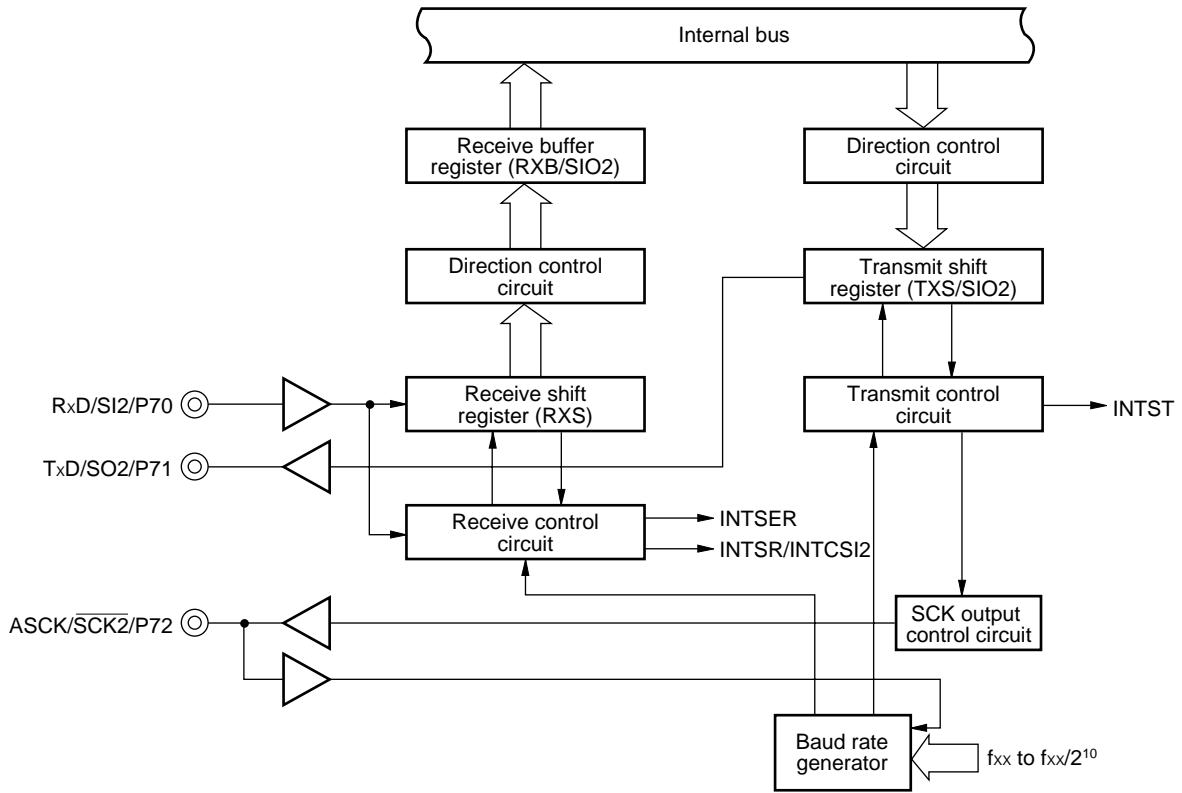 Internal bus
Receive buffer
register (RXB/SIO2)
Direction control
circuit
Direction control
circuit
Transmit shift
register (TXS/SIO2)
RxD/SI2/P70
Receive shift
register (RXS)
Transmit control
circuit
INTST
TxD/SO2/P71
Receive control
circuit
INTSER
INTSR/INTCSI2
ASCK/S̅C̅K̅2̅/P72
SCK output
control circuit
Baud rate
generator
fxx to fxx/2¹⁰